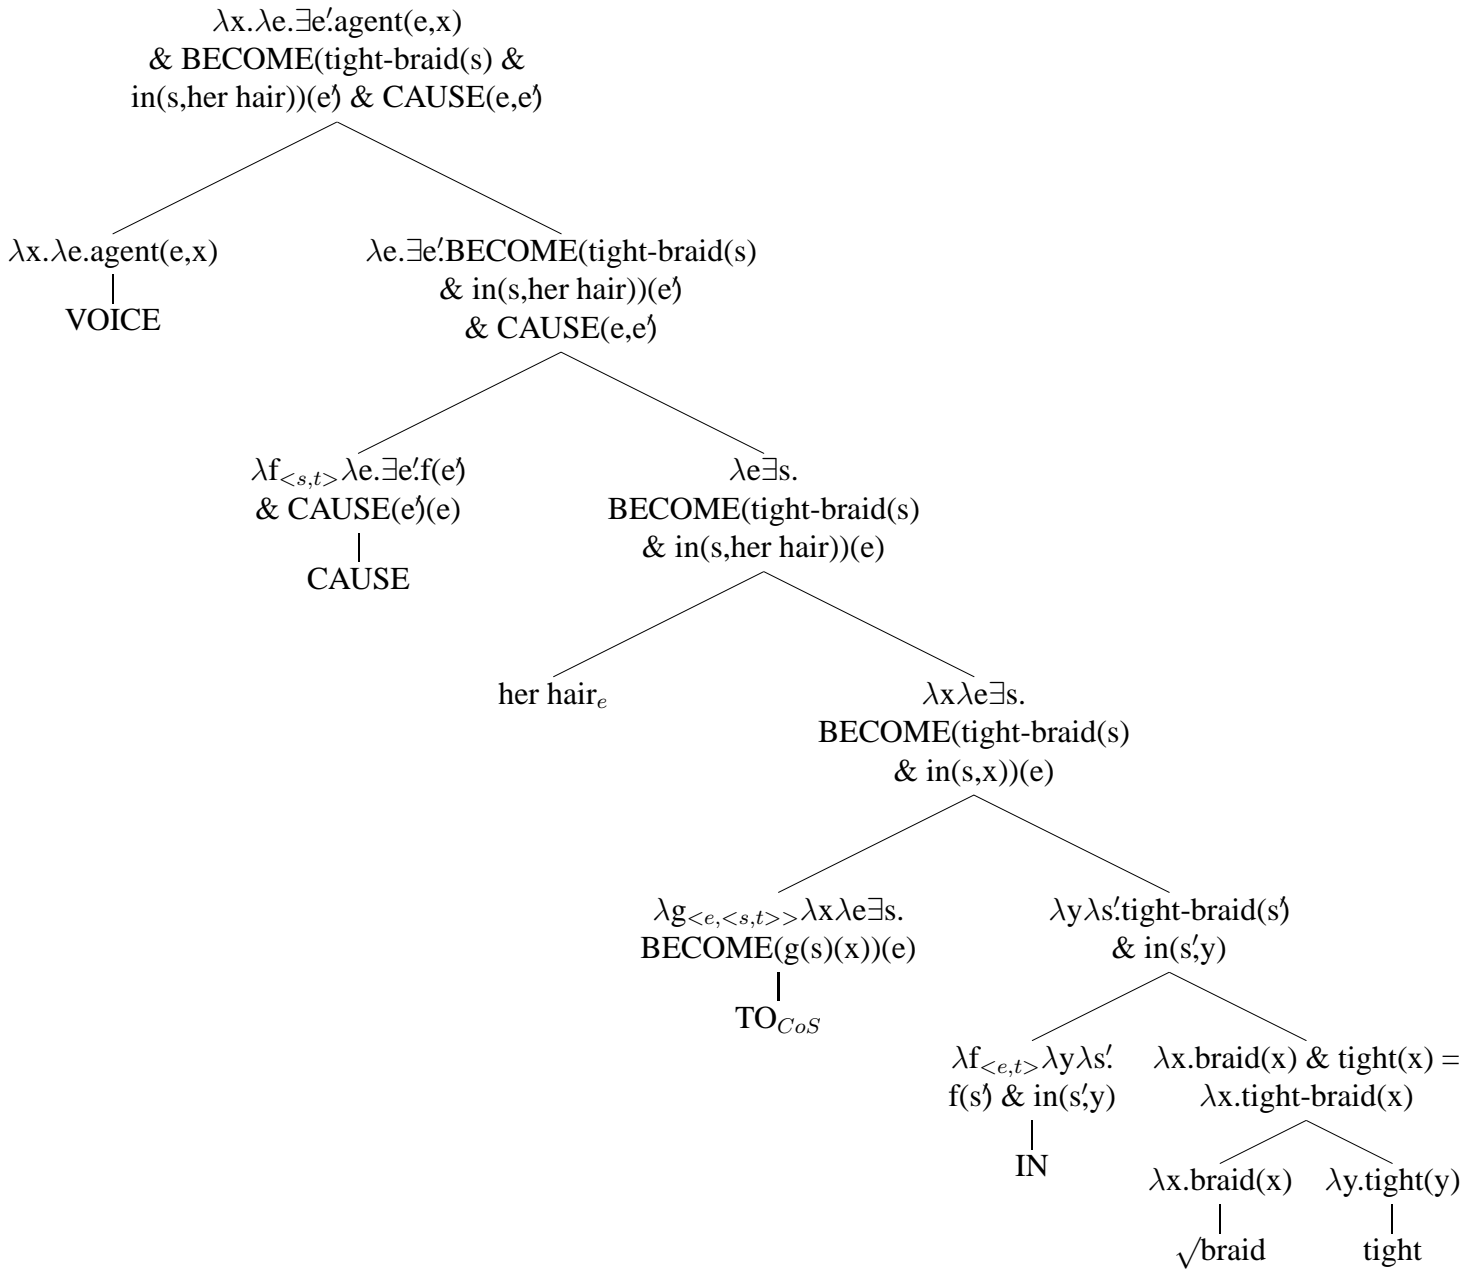 λx.λe.∃e′.agent(e,x)
& BECOME(tight-braid(s) &
in(s,her hair))(e′) & CAUSE(e,e′)
λx.λe.agent(e,x)
VOICE
λe.∃e′.BECOME(tight-braid(s)
& in(s,her hair))(e′)
& CAUSE(e,e′)
λf<s,t>λe.∃e′.f(e′)
& CAUSE(e′)(e)
CAUSE
λe∃s.
BECOME(tight-braid(s)
& in(s,her hair))(e)
her hairₑ
λxλe∃s.
BECOME(tight-braid(s)
& in(s,x))(e)
λg<e,<s,t>>λxλe∃s.
BECOME(g(s)(x))(e)
TO_CoS
λyλs′.tight-braid(s′)
& in(s′,y)
λf<e,t>λyλs′.
f(s′) & in(s′,y)
IN
λx.braid(x) & tight(x) =
λx.tight-braid(x)
λx.braid(x)
√braid
λy.tight(y)
tight